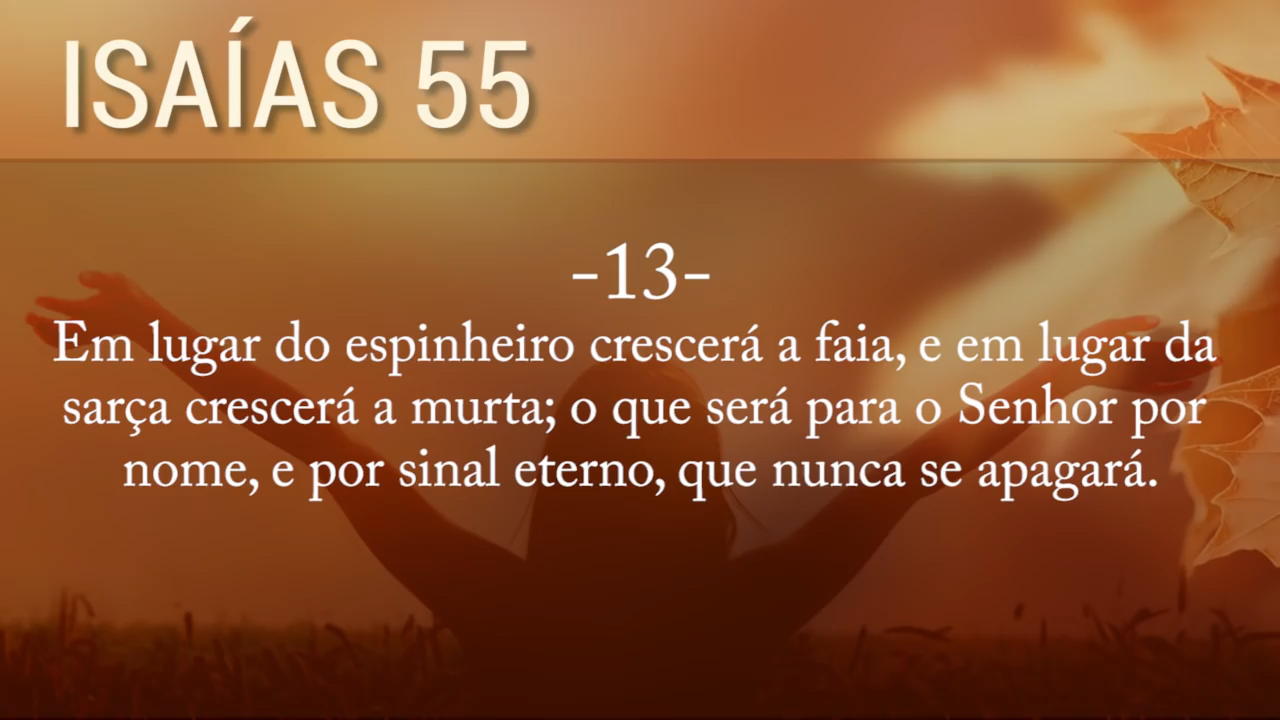 ISAÍAS 55
-13-
Em lugar do espinheiro crescerá a faia, e em lugar da
sarça crescerá a murta; o que será para o Senhor por
nome, e por sinal eterno, que nunca se apagará.